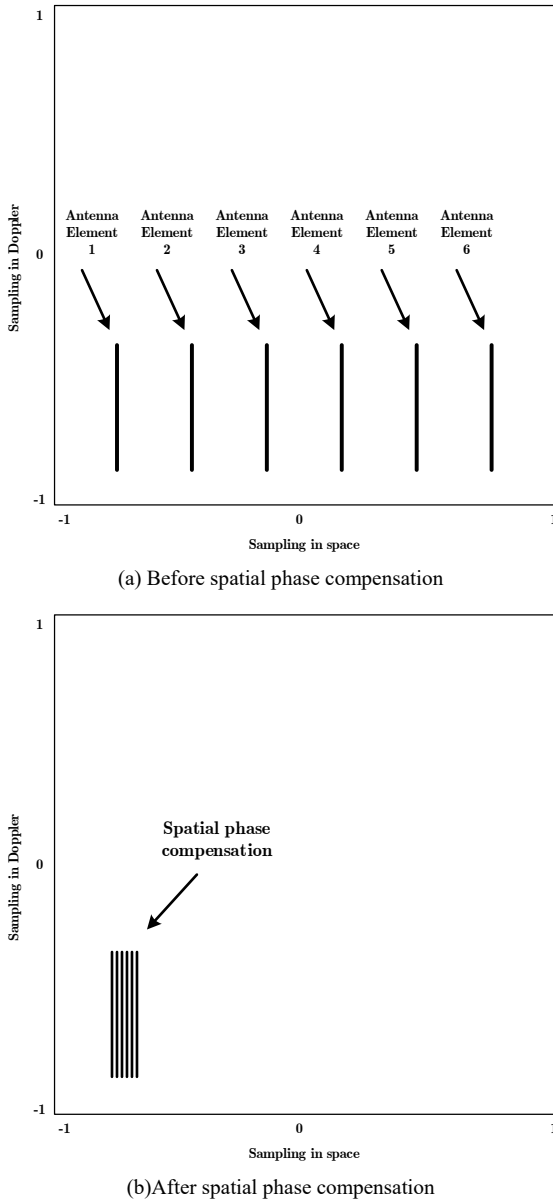 1
Sampling in Doppler
Antenna Element 1
Antenna Element 2
Antenna Element 3
Antenna Element 4
Antenna Element 5
Antenna Element 6
0
-1
-1 0 1
Sampling in space
(a) Before spatial phase compensation
1
Sampling in Doppler
Spatial phase
compensation
0
-1
-1 0 1
Sampling in space
(b)After spatial phase compensation